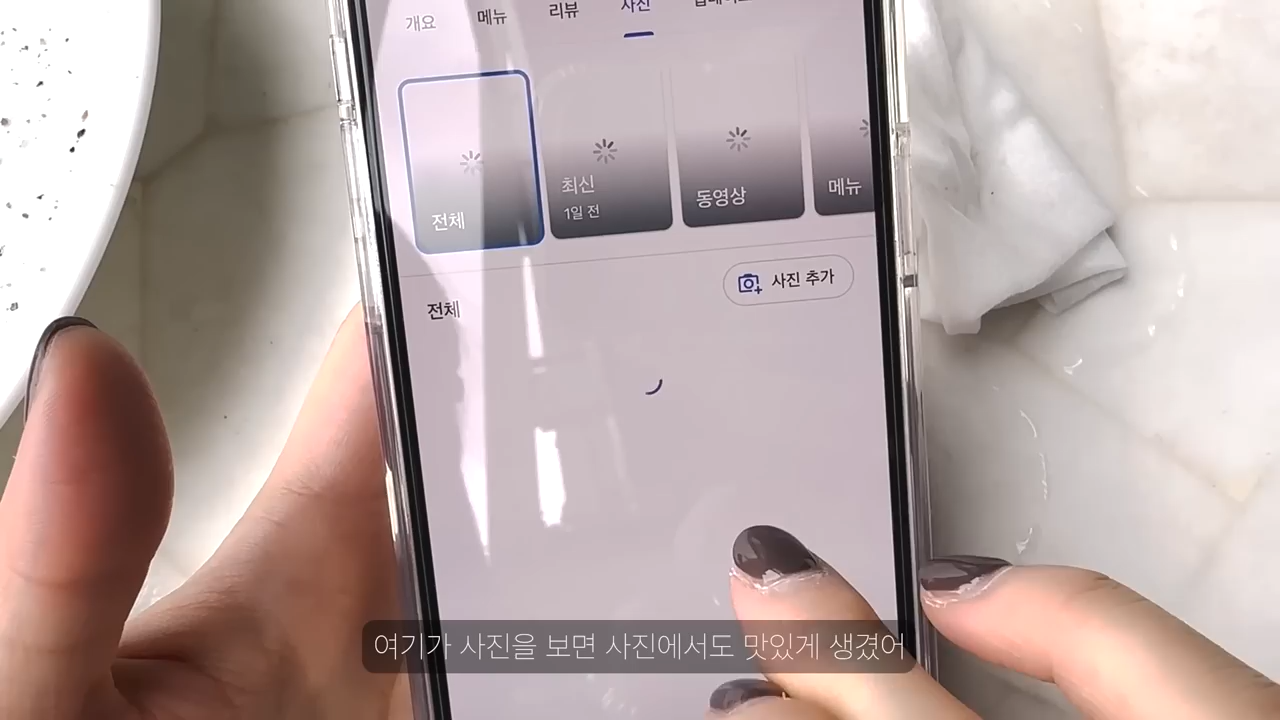 개요 메뉴 리뷰 사진
전체
최신
1일 전
동영상
메뉴
사진 추가
전체
여기가 사진을 보면 사진에서도 맛있게 생겼어